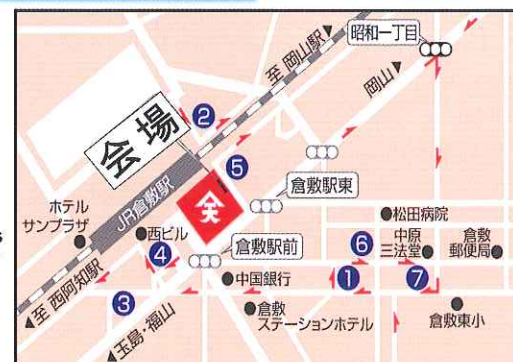 昭和一丁目
至 岡山駅▶
岡山▶
②
会場
⑤
JR倉敷駅
天
倉敷駅東
ホテル
サンプラザ
西ビル
松田病院
倉敷駅前
④
⑥
中原
三法堂
倉敷
郵便局
◀至 西阿知駅
③
中国銀行
①
⑦
◀玉島・福山
倉敷
ステーションホテル
倉敷東小